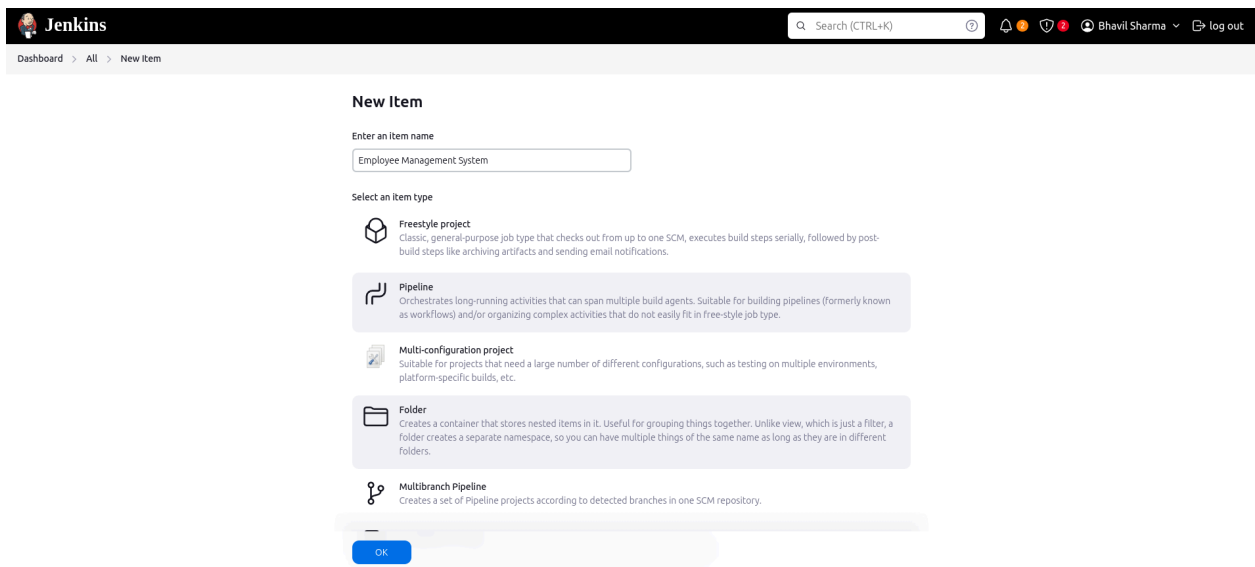 Jenkins
Search (CTRL+K)
2
2
Bhavil Sharma
log out
Dashboard > All > New Item
New Item
Enter an item name
Employee Management System
Select an item type
Freestyle project
Classic, general-purpose job type that checks out from up to one SCM, executes build steps serially, followed by post-
build steps like archiving artifacts and sending email notifications.
Pipeline
Orchestrates long-running activities that can span multiple build agents. Suitable for building pipelines (formerly known
as workflows) and/or organizing complex activities that do not easily fit in free-style job type.
Multi-configuration project
Suitable for projects that need a large number of different configurations, such as testing on multiple environments,
platform-specific builds, etc.
Folder
Creates a container that stores nested items in it. Useful for grouping things together. Unlike view, which is just a filter, a
folder creates a separate namespace, so you can have multiple things of the same name as long as they are in different
folders.
Multibranch Pipeline
Creates a set of Pipeline projects according to detected branches in one SCM repository.
OK